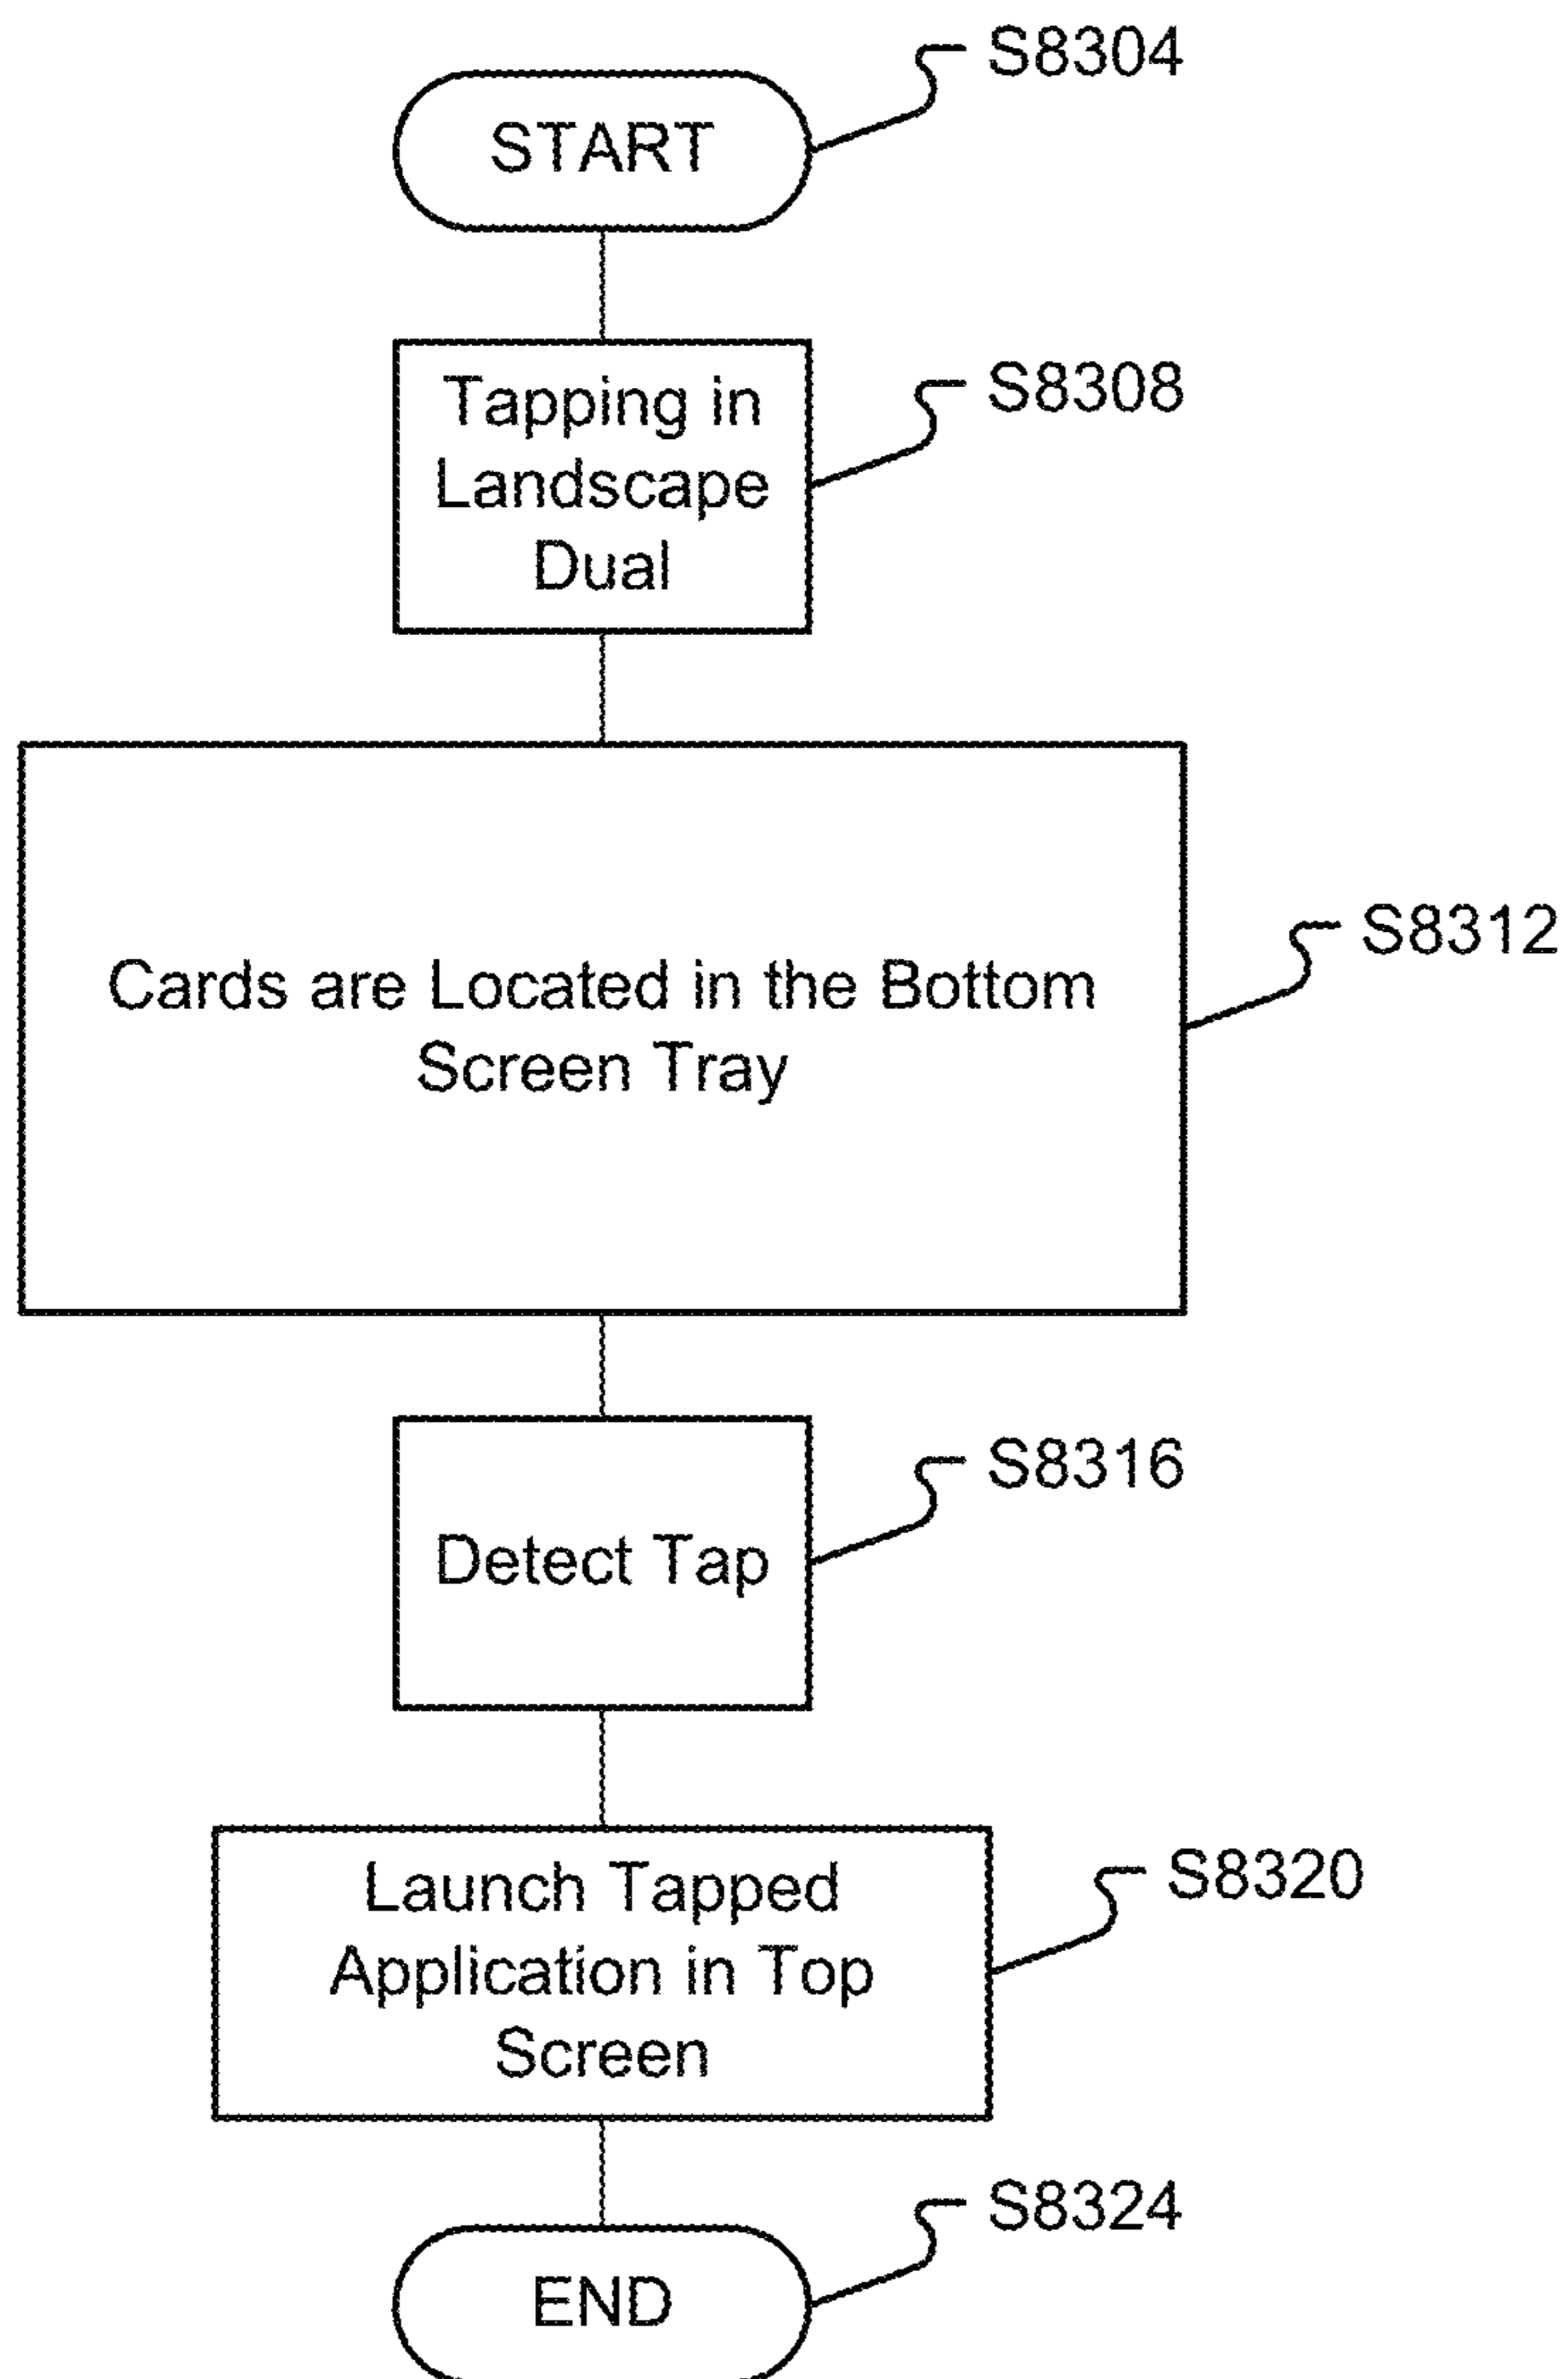 S8304
START
S8308
Tapping in
Landscape
Dual
S8312
Cards are Located in the Bottom
Screen Tray
S8316
Detect Tap
S8320
Launch Tapped
Application in Top
Screen
S8324
END